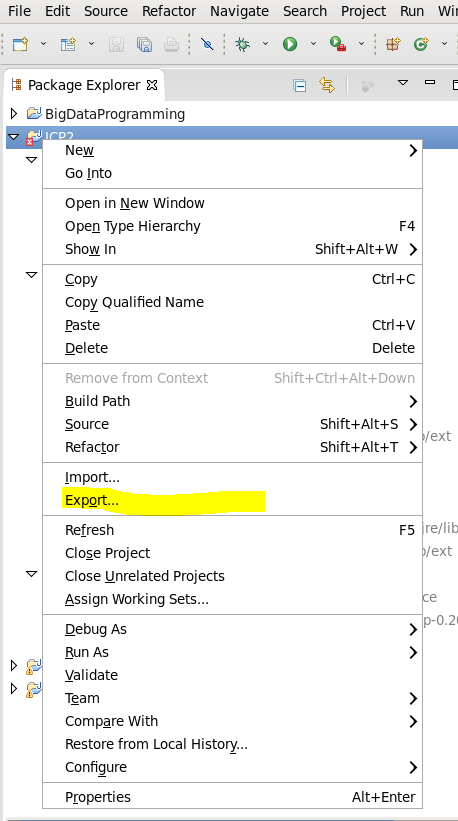 File Edit Source Refactor Navigate Search Project Run
Package Explorer
BigDataProgramming
ICP2
New
Go Into
Open in New Window
Open Type Hierarchy F4
Show In Shift+Alt+W
Copy Ctrl+C
Copy Qualified Name
Paste Ctrl+V
Delete Delete
Remove from Context Shift+Ctrl+Alt+Down
Build Path
Source Shift+Alt+S
Refactor Shift+Alt+T
/ext
Import...
Export...
Refresh F5
re/lib
Close Project
/ext
Close Unrelated Projects
Assign Working Sets...
ce
p-0.20
Debug As
Run As
Validate
Team
Compare With
Restore from Local History...
Configure
Properties Alt+Enter